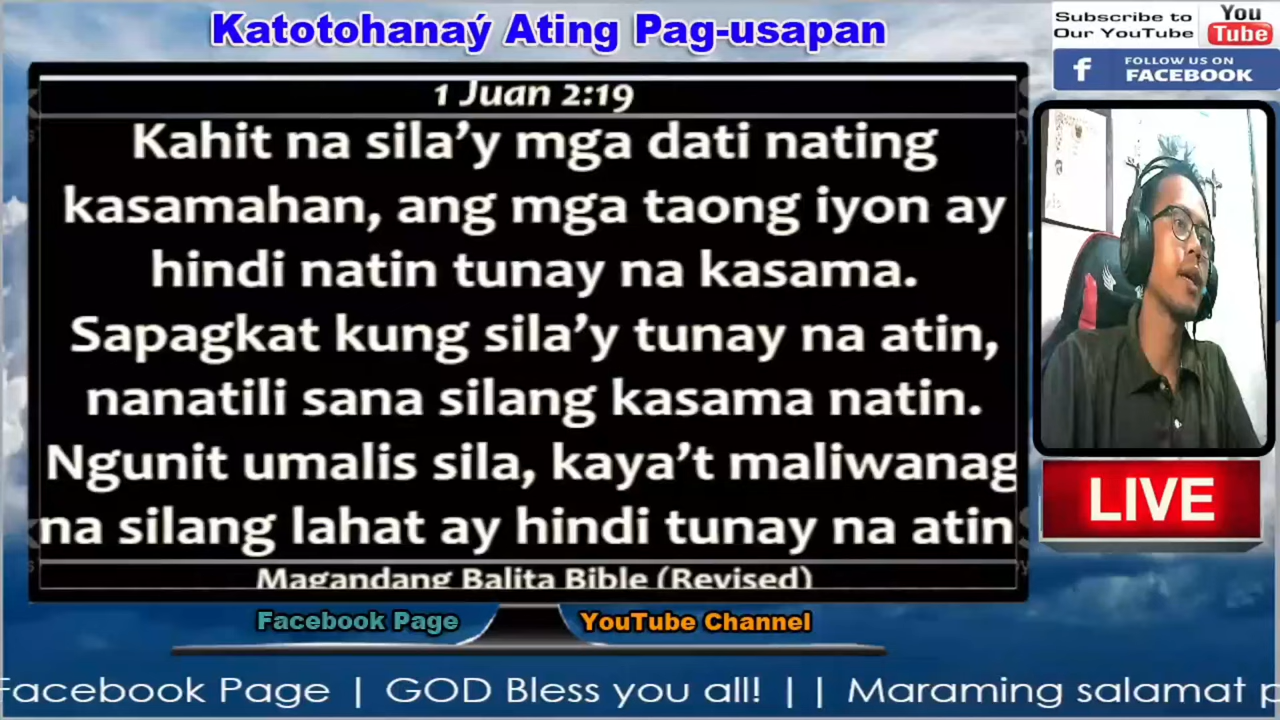 Katotohanaý Ating Pag-usapan
Subscribe to
Our YouTube
You
Tube
f
FOLLOW US ON
FACEBOOK
1 Juan 2:19
Kahit na sila’y mga dati nating
kasamahan, ang mga taong iyon ay
hindi natin tunay na kasama.
Sapagkat kung sila’y tunay na atin,
nanatili sana silang kasama natin.
Ngunit umalis sila, kaya’t maliwanag
na silang lahat ay hindi tunay na atin
Magandang Balita Bible (Revised)
LIVE
Facebook Page
YouTube Channel
Facebook Page | GOD Bless you all! | | Maraming salamat p